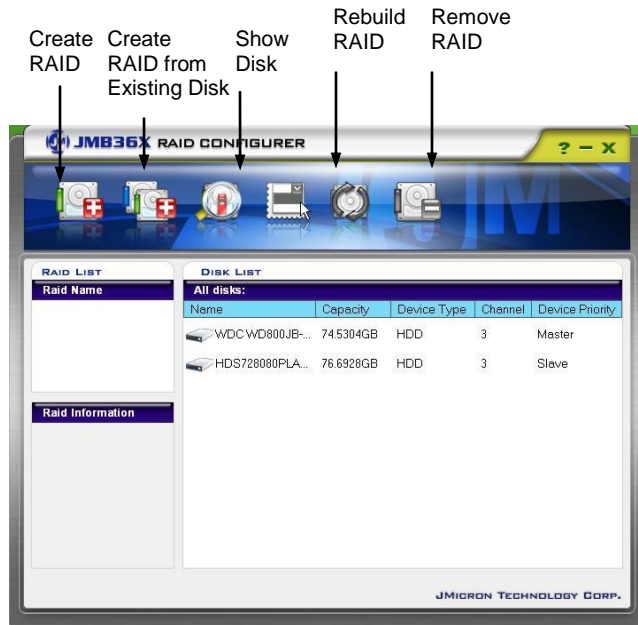 Create RAID
Create RAID from Existing Disk
Show Disk
Rebuild RAID
Remove RAID
JMB36X RAID CONFIGURER
? – X
RAID LIST
Raid Name
Raid Information
DISK LIST
All disks:
Name Capacity Device Type Channel Device Priority
WDC WD800JB-... 74.5304GB HDD 3 Master
HDS728080PLA... 76.6928GB HDD 3 Slave
JMICRON TECHNOLOGY CORP.